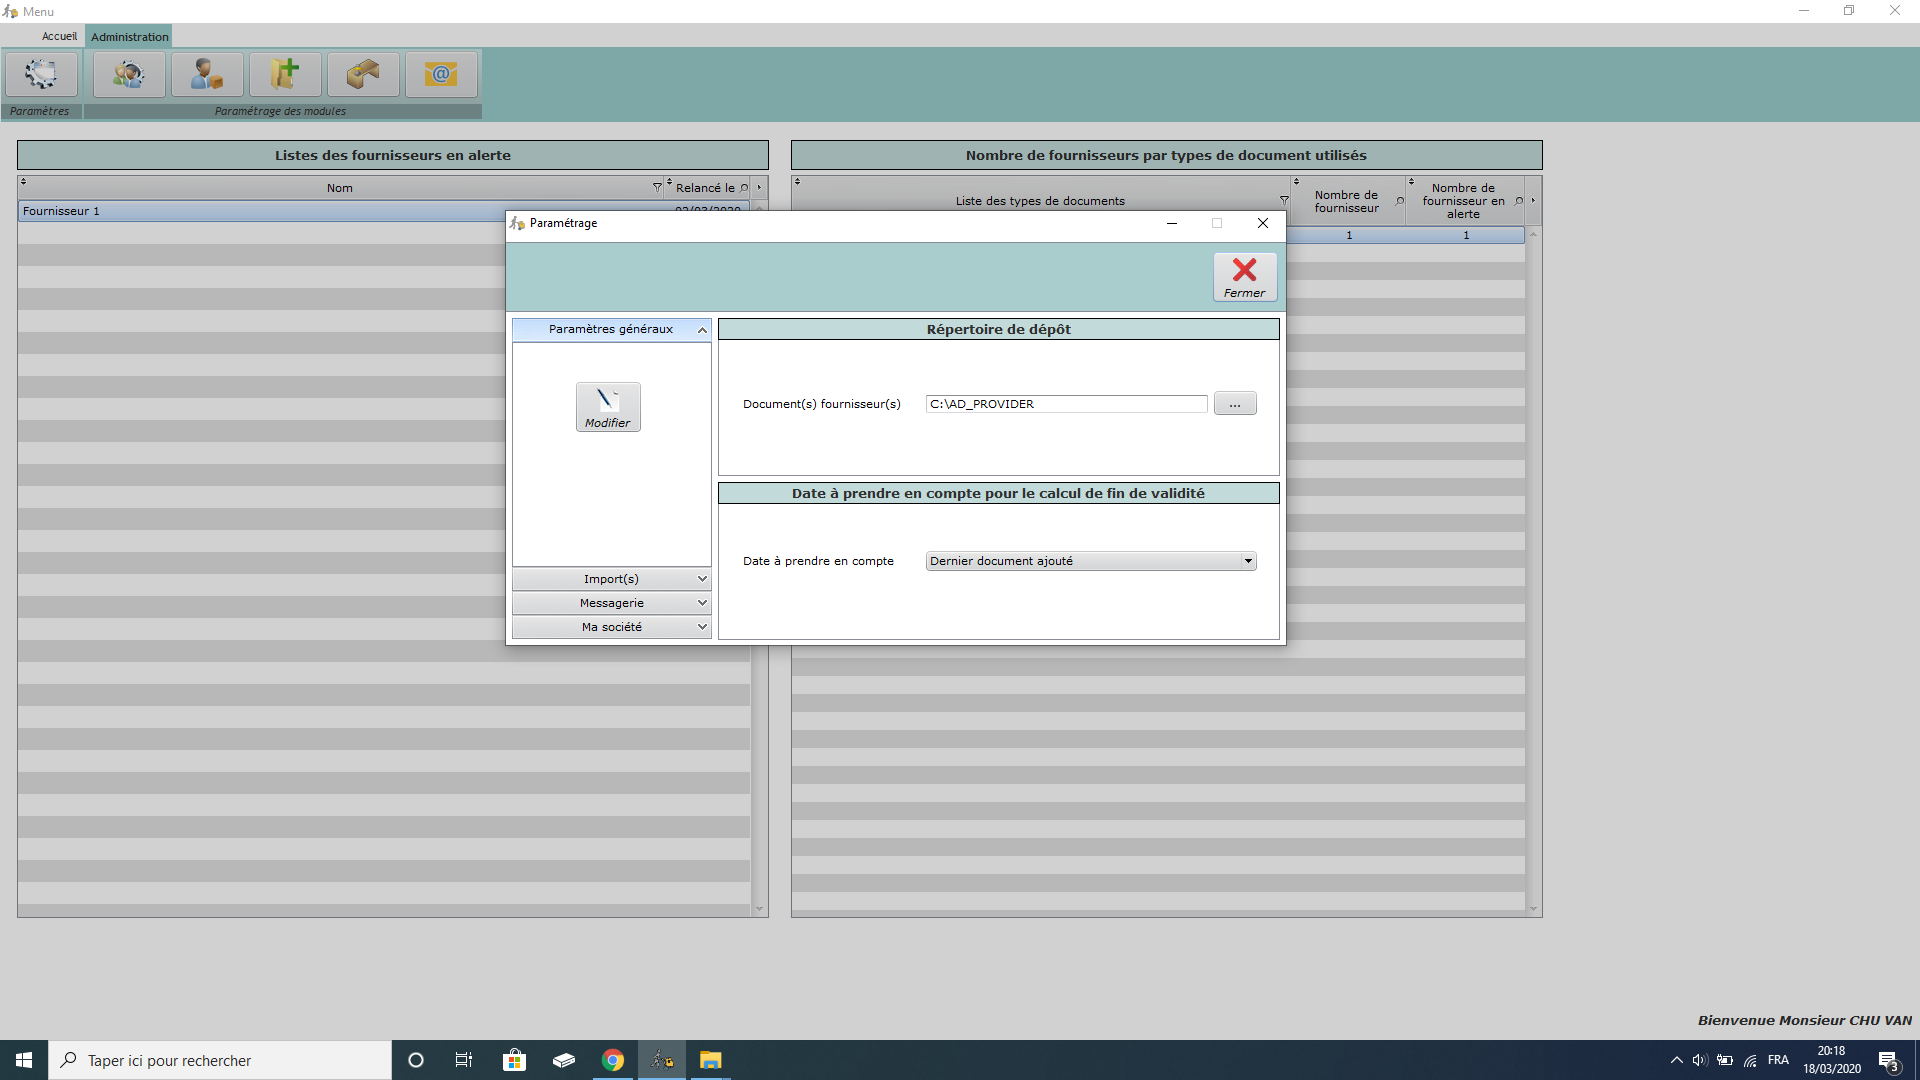 Menu
Accueil
Administration
Paramètres
Paramétrage des modules
Listes des fournisseurs en alerte
Nom
Relancé le
Fournisseur 1
02/03/2020
Nombre de fournisseurs par types de document utilisés
Liste des types de documents
Nombre de
fournisseur
Nombre de
fournisseur en
alerte
1
1
Paramétrage
Fermer
Paramètres généraux
Modifier
Import(s)
Messagerie
Ma société
Répertoire de dépôt
Document(s) fournisseur(s)
C:\AD_PROVIDER
...
Date à prendre en compte pour le calcul de fin de validité
Date à prendre en compte
Dernier document ajouté
Bienvenue Monsieur CHU VAN
Taper ici pour rechercher
FRA
20:18
18/03/2020
3